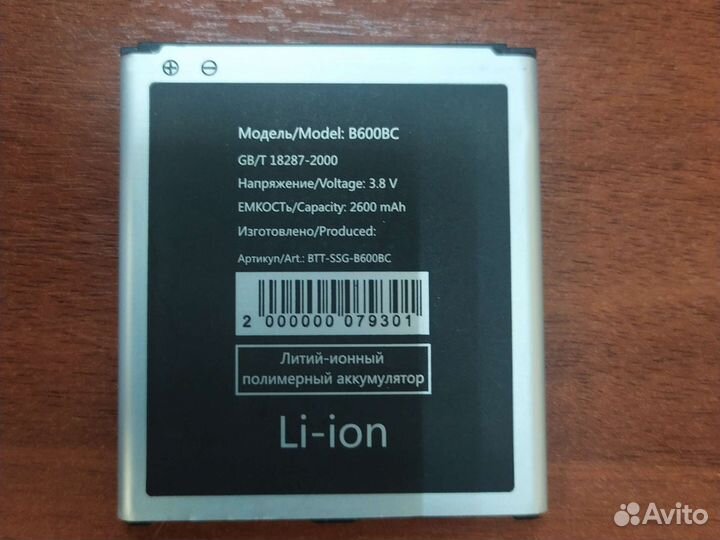 Модель/Model: B600BC
GB/T 18287-2000
Напряжение/Voltage: 3.8 V
ЕМКОСТь/Capacity: 2600 mAh
Изготовлено/Produced:
Артикул/Art.: BTT-SSG-B600BC
2 000000 079301
Литий-ионный
полимерный аккумулятор
Li-ion
Avito